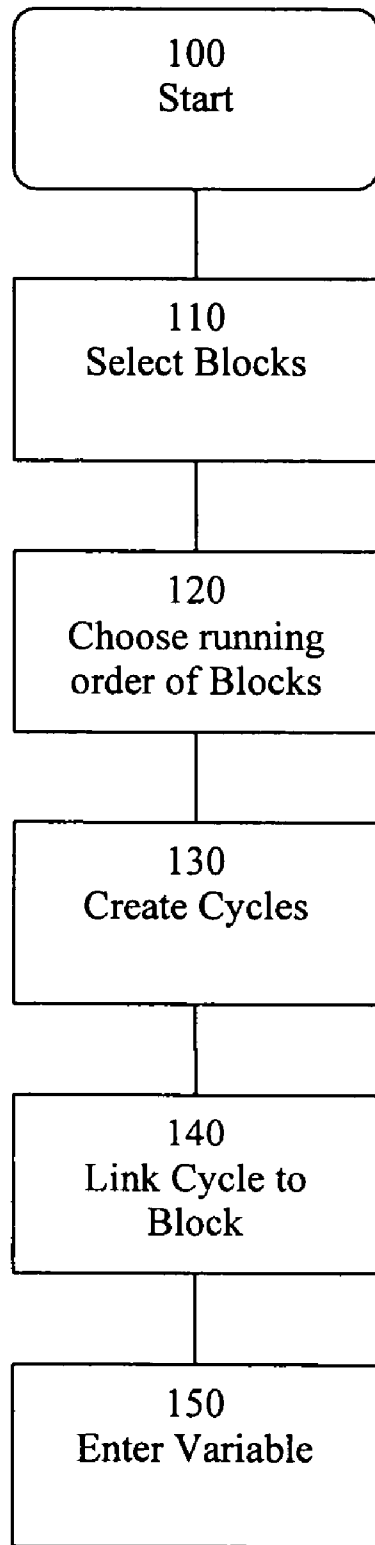 100
Start
110
Select Blocks
120
Choose running
order of Blocks
130
Create Cycles
140
Link Cycle to
Block
150
Enter Variable